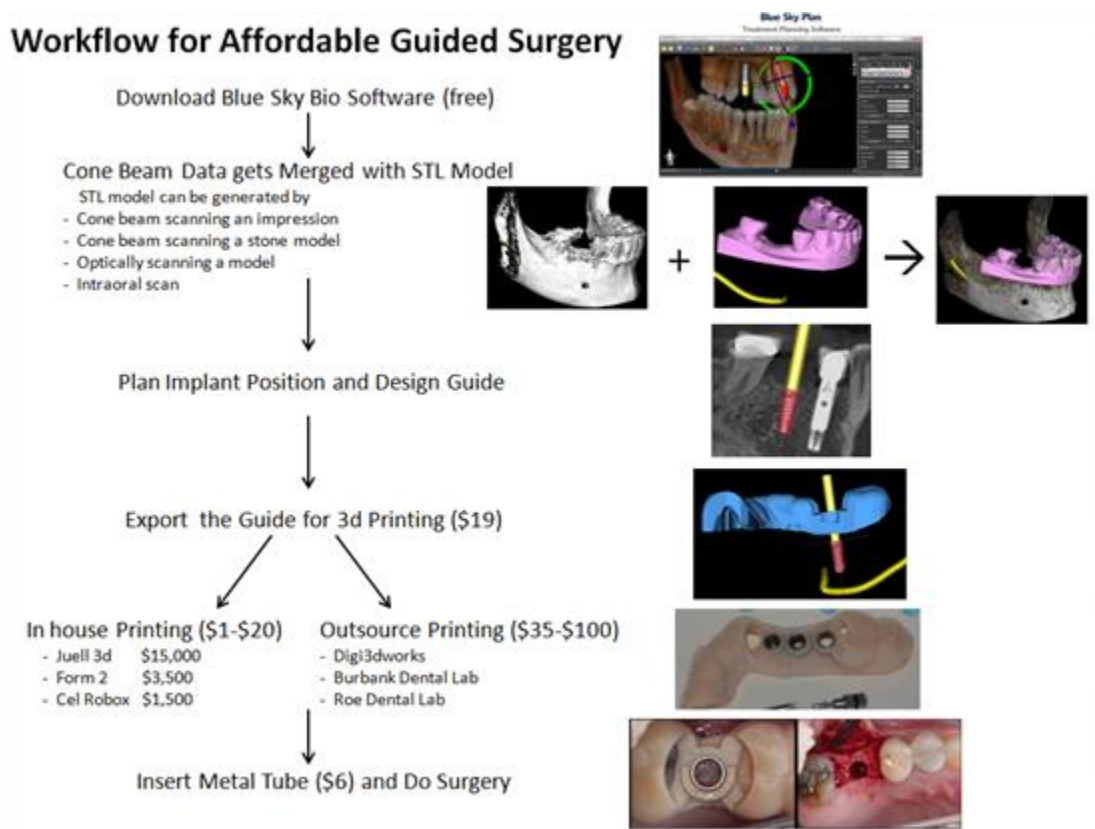 Blue Sky Plan
Treatment Planning Software
Workflow for Affordable Guided Surgery
Download Blue Sky Bio Software (free)
Cone Beam Data gets Merged with STL Model
STL model can be generated by
- Cone beam scanning an impression
- Cone beam scanning a stone model
- Optically scanning a model
- Intraoral scan
+
Plan Implant Position and Design Guide
Export the Guide for 3d Printing ($19)
In house Printing ($1-$20)
- Juell 3d $15,000
- Form 2 $3,500
- Cel Robox $1,500
Outsource Printing ($35-$100)
- Digi3dworks
- Burbank Dental Lab
- Roe Dental Lab
Insert Metal Tube ($6) and Do Surgery